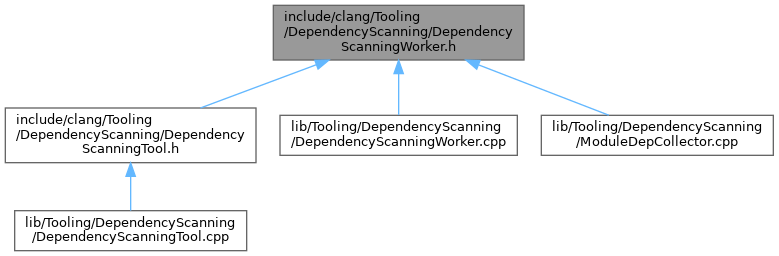 include/clang/Tooling
/DependencyScanning/Dependency
ScanningWorker.h
include/clang/Tooling
/DependencyScanning/Dependency
ScanningTool.h
lib/Tooling/DependencyScanning
/DependencyScanningWorker.cpp
lib/Tooling/DependencyScanning
/ModuleDepCollector.cpp
lib/Tooling/DependencyScanning
/DependencyScanningTool.cpp